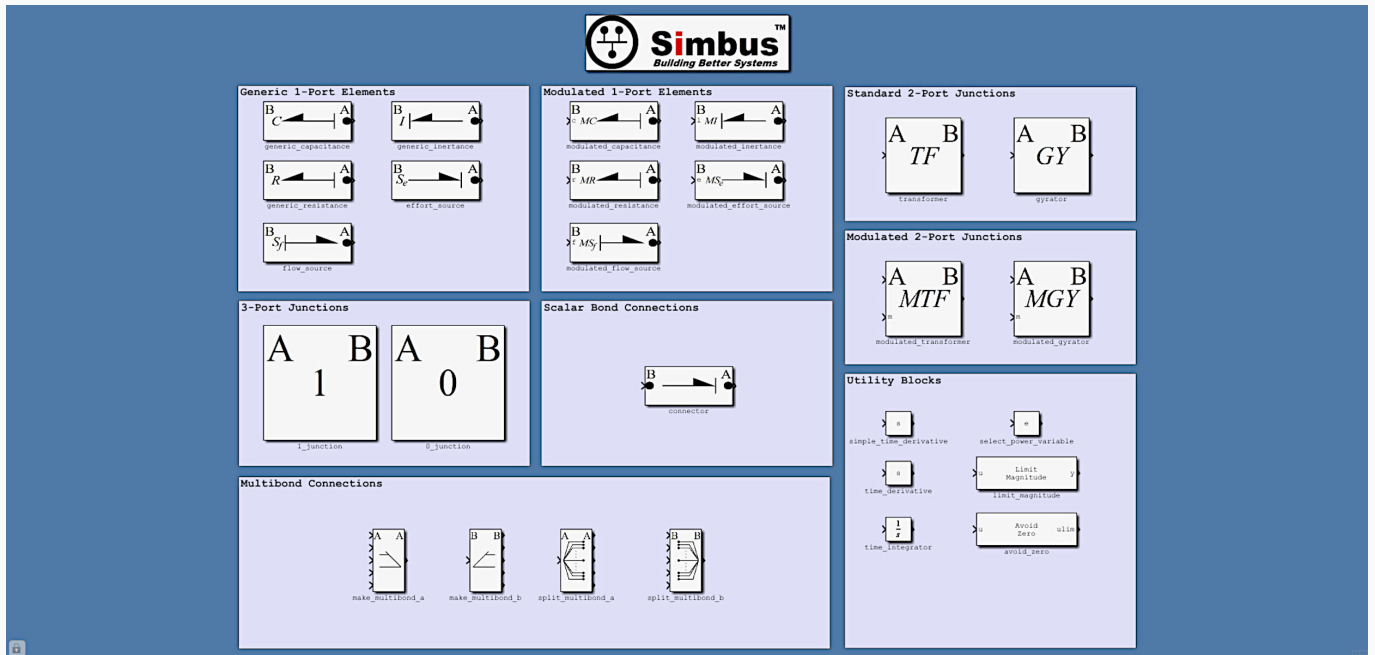 Simbus™
Building Better Systems
Generic 1-Port Elements
B C A
generic_capacitance
B I A
generic_inertance
B R A
generic_resistance
B Se A
effort_source
B Sf A
flow_source
Modulated 1-Port Elements
B c MC A
modulated_capacitance
B i MI A
modulated_inertance
B r MR A
modulated_resistance
B e MSe A
modulated_effort_source
B f MSf A
modulated_flow_source
Standard 2-Port Junctions
A B
TF
transformer
A B
GY
gyrator
Modulated 2-Port Junctions
A B
MTF
m
modulated_transformer
A B
MGY
m
modulated_gyrator
3-Port Junctions
A B
1
1_junction
A B
0
0_junction
Scalar Bond Connections
B A
connector
Utility Blocks
s
simple_time_derivative
e
select_power_variable
s
time_derivative
u Limit Magnitude y
limit_magnitude
1/s
time_integrator
u Avoid Zero ulim
avoid_zero
Multibond Connections
A A
make_multibond_a
B B
make_multibond_b
A A
split_multibond_a
B B
split_multibond_b